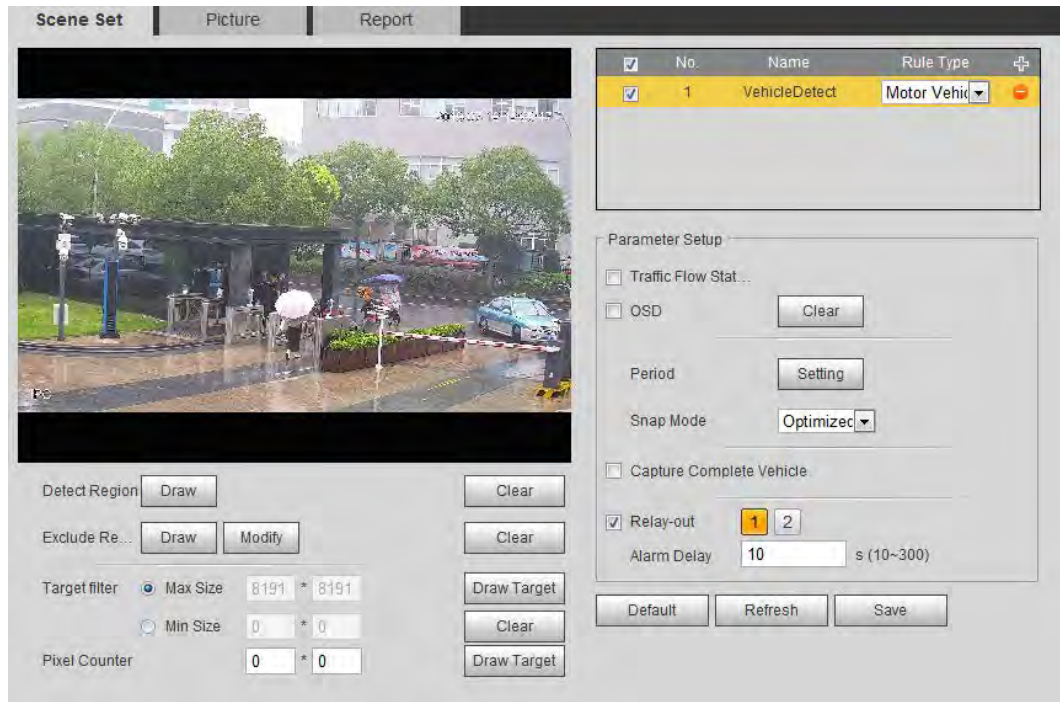 Scene Set Picture Report
No. Name Rule Type
1 VehicleDetect Motor Vehic
Parameter Setup
Traffic Flow Stat...
OSD Clear
Period Setting
Snap Mode Optimized
Capture Complete Vehicle
Relay-out 1 2
Alarm Delay 10 s (10~300)
Default Refresh Save
IPC
Detect Region Draw Clear
Exclude Re... Draw Modify Clear
Target filter Max Size 8191 * 8191 Draw Target
Min Size 0 * 0 Clear
Pixel Counter 0 * 0 Draw Target